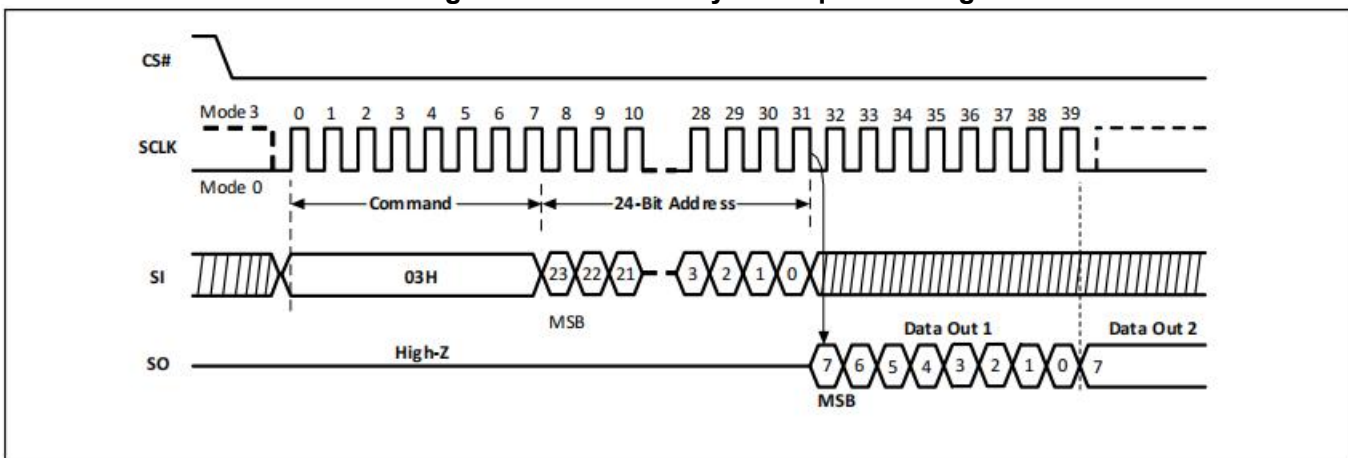 CS#
Mode 3 0 1 2 3 4 5 6 7 8 9 10 28 29 30 31 32 33 34 35 36 37 38 39
SCLK
Mode 0
Command 24-Bit Address
SI 03H 23 22 21 3 2 1 0
MSB
Data Out 1 Data Out 2
High-Z
SO 7 6 5 4 3 2 1 0 7
MSB